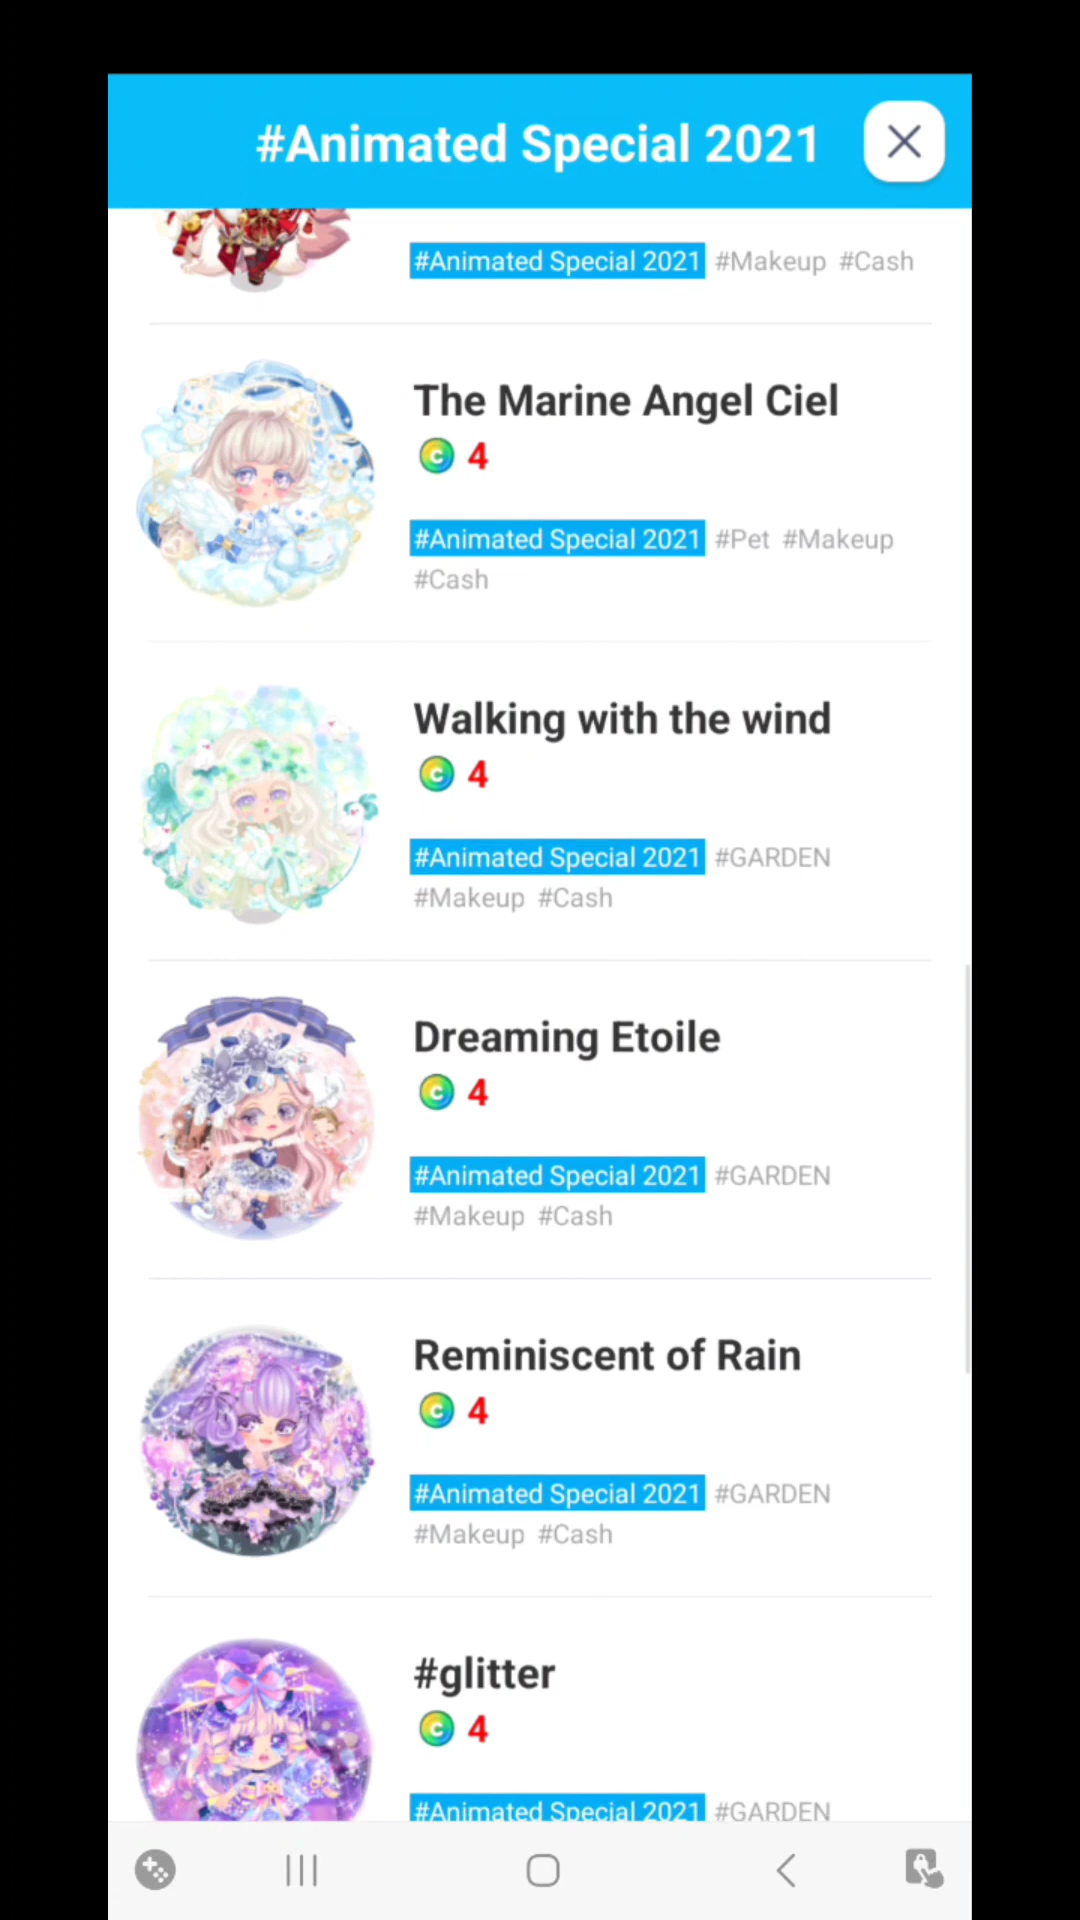 #Animated Special 2021
#Animated Special 2021 #Makeup #Cash
The Marine Angel Ciel
C 4
#Animated Special 2021 #Pet #Makeup
#Cash
Walking with the wind
C 4
#Animated Special 2021 #GARDEN
#Makeup #Cash
Dreaming Etoile
C 4
#Animated Special 2021 #GARDEN
#Makeup #Cash
Reminiscent of Rain
C 4
#Animated Special 2021 #GARDEN
#Makeup #Cash
#glitter
C 4
#Animated Special 2021 #GARDEN